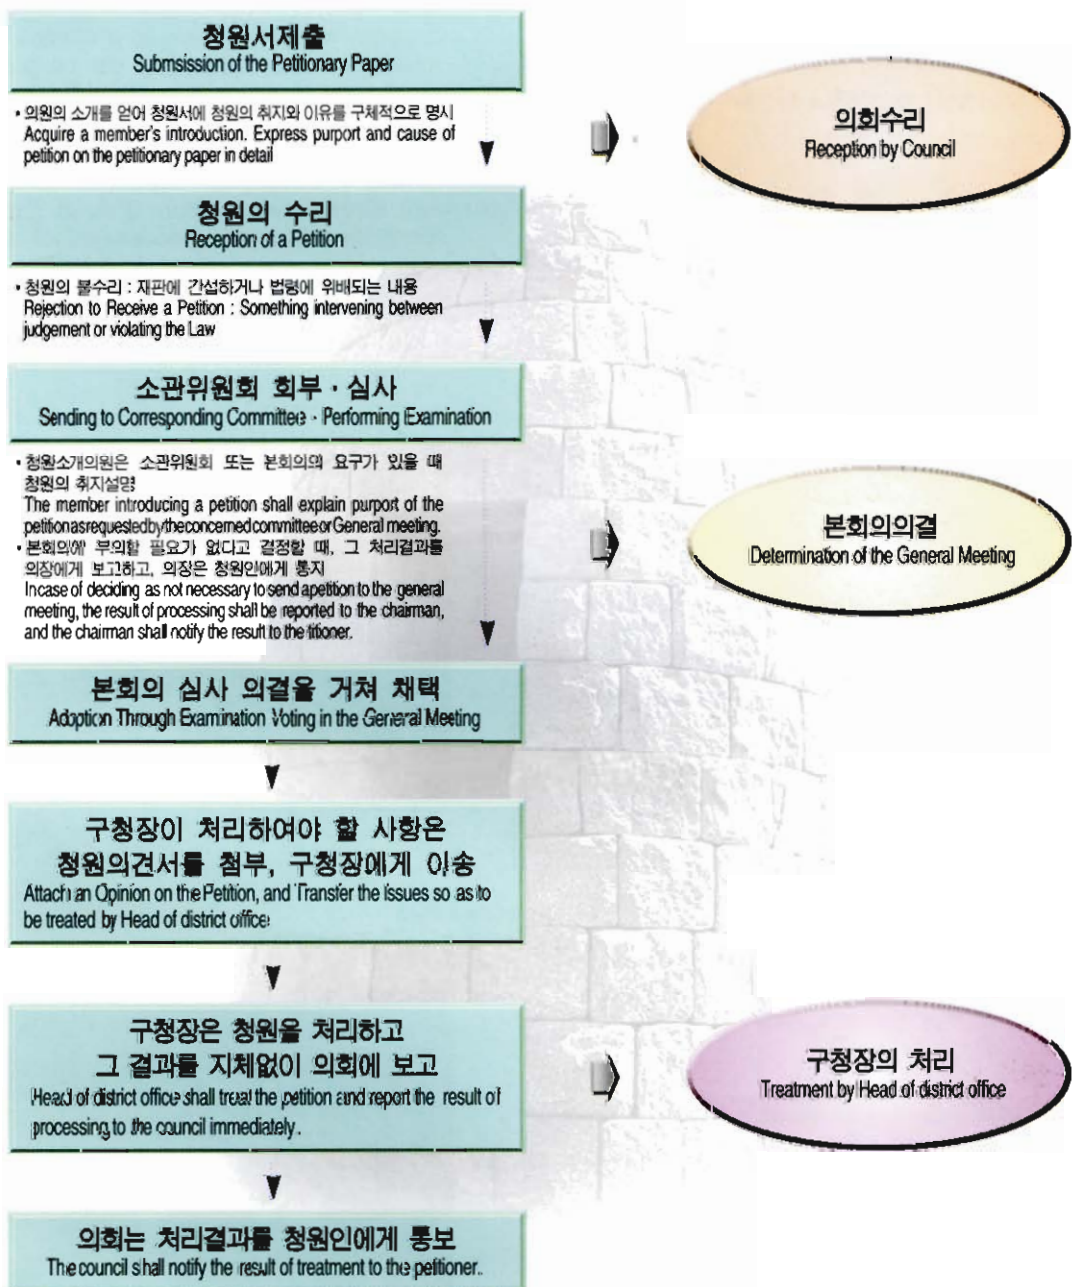 청원서제출
Submsission of the Petitionary Paper
• 의원의 소개를 얻어 청원서에 청원의 취지와 이유를 구체적으로 명시
Acquire a member's introduction. Express purport and cause of
petition on the petitionary paper in detail
의회수리
Reception by Council
청원의 수리
Reception of a Petition
• 청원의 불수리 : 재판에 간섭하거나 법령에 위배되는 내용
Rejection to Receive a Petition : Something intervening between
judgement or violating the Law
소관위원회 회부 · 심사
Sending to Corresponding Committee · Performing Examination
• 청원소개의원은 소관위원회 또는 본회의의 요구가 있을 때
청원의 취지설명
The member introducing a petition shall explain purport of the
petitionasrequestedbytheconcernedcommitteeorGeneral meeting.
• 본회의에 부의할 필요가 없다고 결정할 때, 그 처리결과를
의장에게 보고하고, 의장은 청원인에게 통지
Incase of deciding as not necessary to send apetition to the general
meeting, the result of processing shall be reported to the chairman,
and the chairman shall notify the result to the titioner.
본회의의결
Determination of the General Meeting
본회의 심사 의결을 거쳐 채택
Adoption Through Examination Voting in the General Meeting
구청장이 처리하여야 할 사항은
청원의견서를 첨부, 구청장에게 이송
Attach an Opinion on the Petition, and Transfer the Issues so as to
be treated by Head of district office
구청장은 청원을 처리하고
그 결과를 지체없이 의회에 보고
Head of district office shall treat the petition and report the result of
processing to the council immediately.
구청장의 처리
Treatment by Head of district office
의회는 처리결과를 청원인에게 통보
The council shall notify the result of treatment to the petitioner.